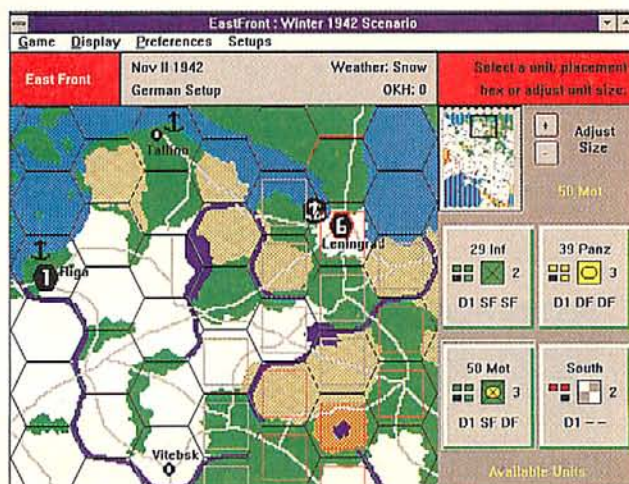 EastFront : Winter 1942 Scenario
Game Display Preferences Setups
East Front
Nov II 1942 Weather: Snow
German Setup OKH: 0
Select a unit, placement
hex or adjust unit size.
Tallinn
Leningrad
6
1
Riga
Vitebsk
+
-
Adjust
Size
50 Mot
29 Inf
2
D1 SF SF
39 Panz
3
D1 DF DF
50 Mot
3
D1 SF DF
South
2
D1 – –
Available Units